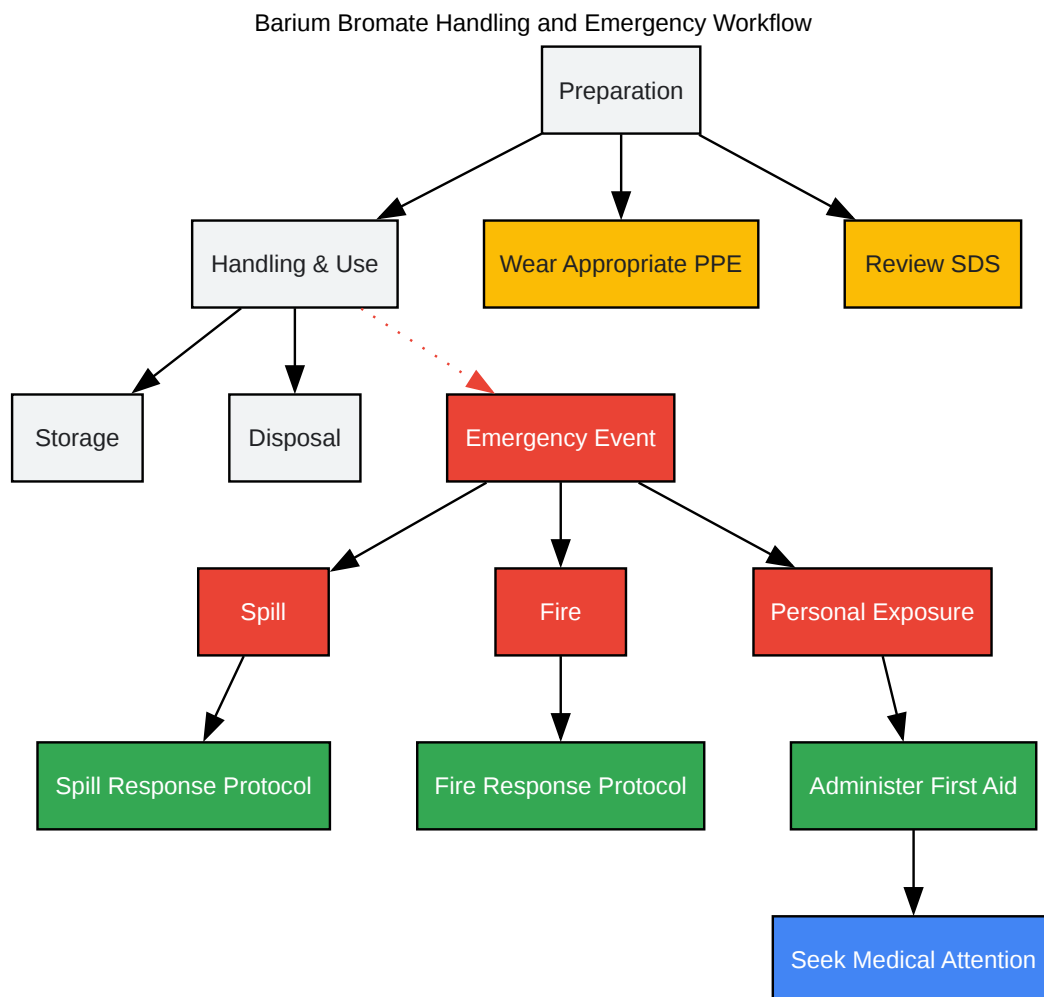 Barium Bromate Handling and Emergency Workflow
Preparation
Handling & Use
Wear Appropriate PPE
Review SDS
Storage
Disposal
Emergency Event
Spill
Fire
Personal Exposure
Spill Response Protocol
Fire Response Protocol
Administer First Aid
Seek Medical Attention